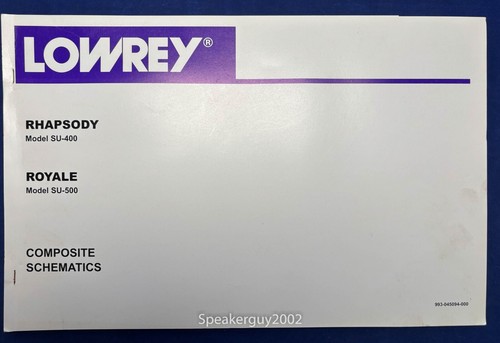 LOWREY®
RHAPSODY
Model SU-400
ROYALE
Model SU-500
COMPOSITE
SCHEMATICS
993-045094-000
Speakerguy2002